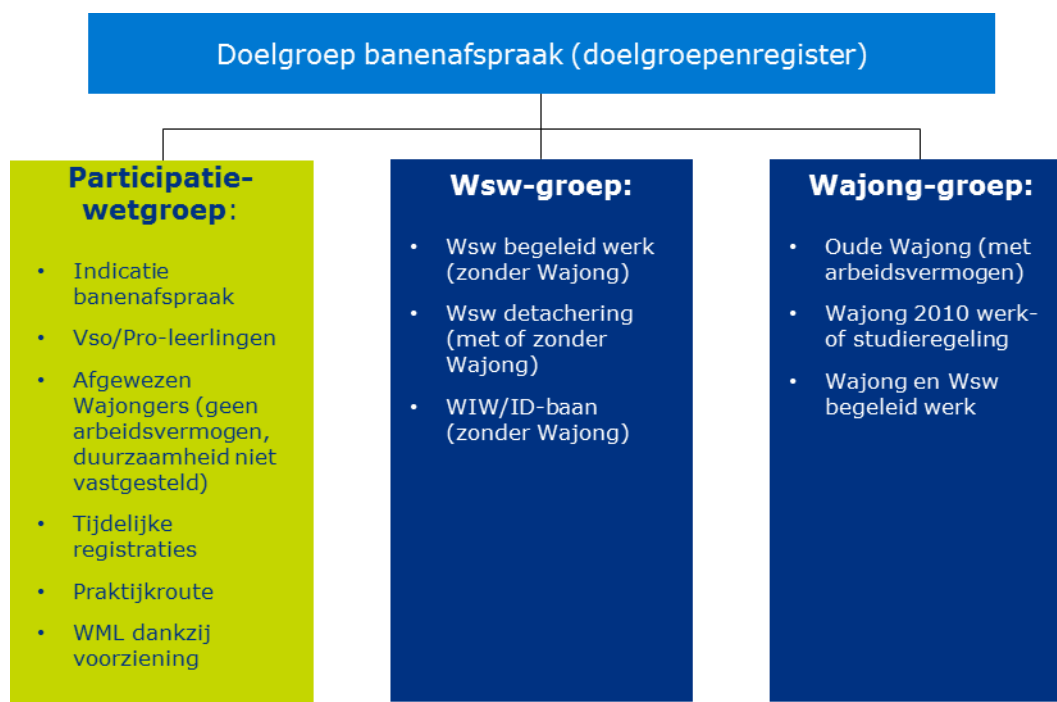 Doelgroep banenafspraak (doelgroepenregister)
Participatie-
wetgroep:
• Indicatie
banenafspraak
• Vso/Pro-leerlingen
• Afgewezen
Wajongers (geen
arbeidsvermogen,
duurzaamheid niet
vastgesteld)
• Tijdelijke
registraties
• Praktijkroute
• WML dankzij
voorziening
Wsw-groep:
• Wsw begeleid werk
(zonder Wajong)
• Wsw detachering
(met of zonder
Wajong)
• WIW/ID-baan
(zonder Wajong)
Wajong-groep:
• Oude Wajong (met
arbeidsvermogen)
• Wajong 2010 werk-
of studieregeling
• Wajong en Wsw
begeleid werk